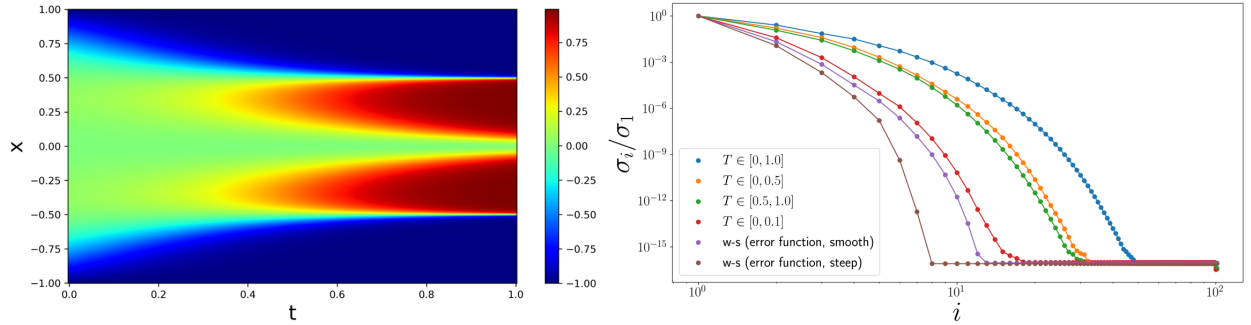 1.00
0.75
0.50
0.25
0.00
-0.25
-0.50
-0.75
-1.00
x
0.0 0.2 0.4 0.6 0.8 1.0
t
0.75
0.50
0.25
0.00
-0.25
-0.50
-0.75
-1.00
10^0
10^{-3}
10^{-6}
10^{-9}
10^{-12}
10^{-15}
σ_i/σ_1
T ∈ [0, 1.0]
T ∈ [0, 0.5]
T ∈ [0.5, 1.0]
T ∈ [0, 0.1]
w-s (error function, smooth)
w-s (error function, steep)
10^0 10^1 10^2
i